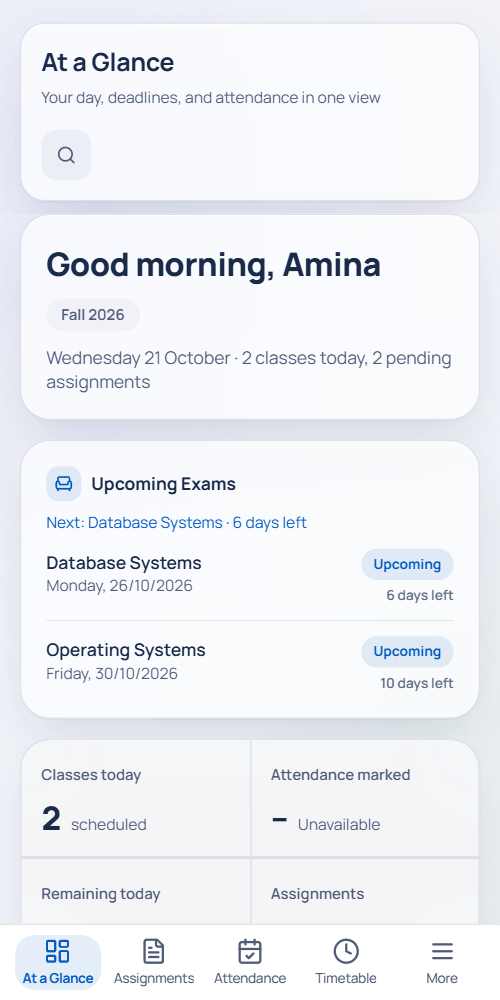 At a Glance
Your day, deadlines, and attendance in one view
Good morning, Amina
Fall 2026
Wednesday 21 October · 2 classes today, 2 pending
assignments
Upcoming Exams
Next: Database Systems · 6 days left
Database Systems
Upcoming
Monday, 26/10/2026
6 days left
Operating Systems
Upcoming
Friday, 30/10/2026
10 days left
Classes today
Attendance marked
2 scheduled
– Unavailable
Remaining today
Assignments
At a Glance
Assignments
Attendance
Timetable
More